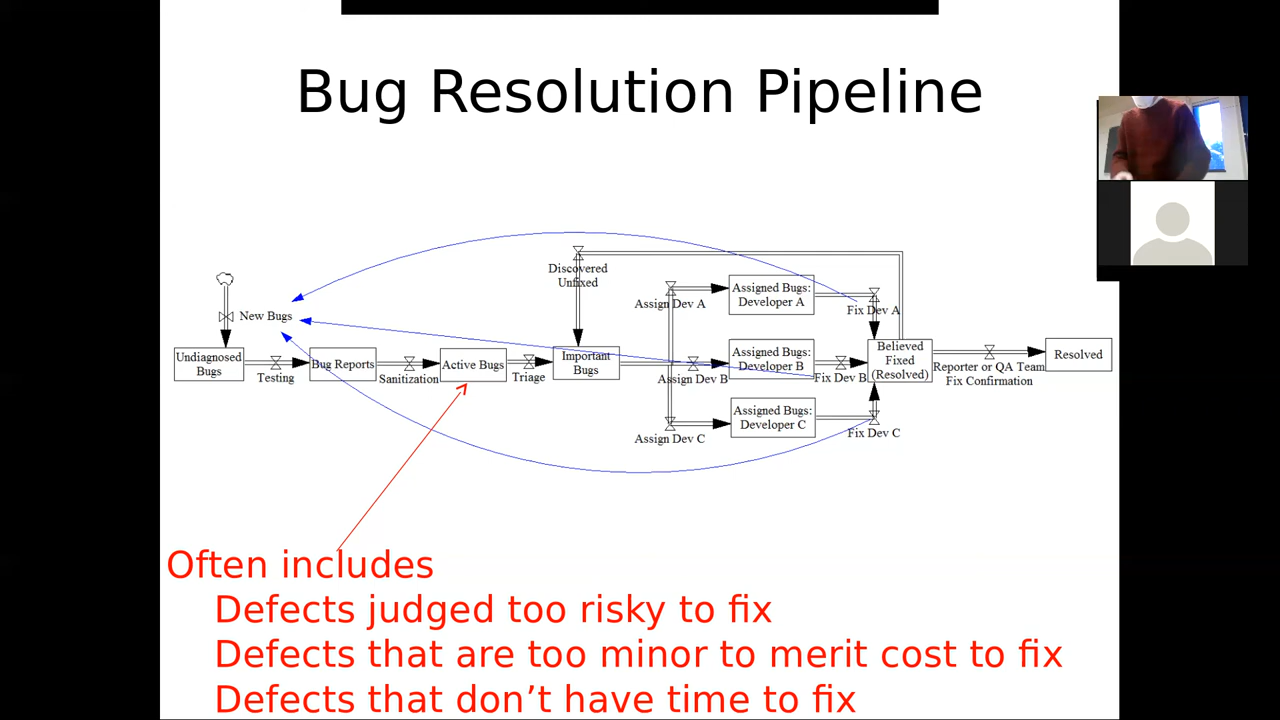 Bug Resolution Pipeline
Discovered
Unfixed
Assign Dev A
Assigned Bugs:
Developer A
Fix Dev A
New Bugs
Undiagnosed
Bugs
Testing
Bug Reports
Sanitization
Active Bugs
Triage
Important
Bugs
Assign Dev B
Assigned Bugs:
Developer B
Fix Dev B
Believed
Fixed
(Resolved)
Reporter or QA Team
Fix Confirmation
Resolved
Assign Dev C
Assigned Bugs:
Developer C
Fix Dev C
Often includes
Defects judged too risky to fix
Defects that are too minor to merit cost to fix
Defects that don’t have time to fix